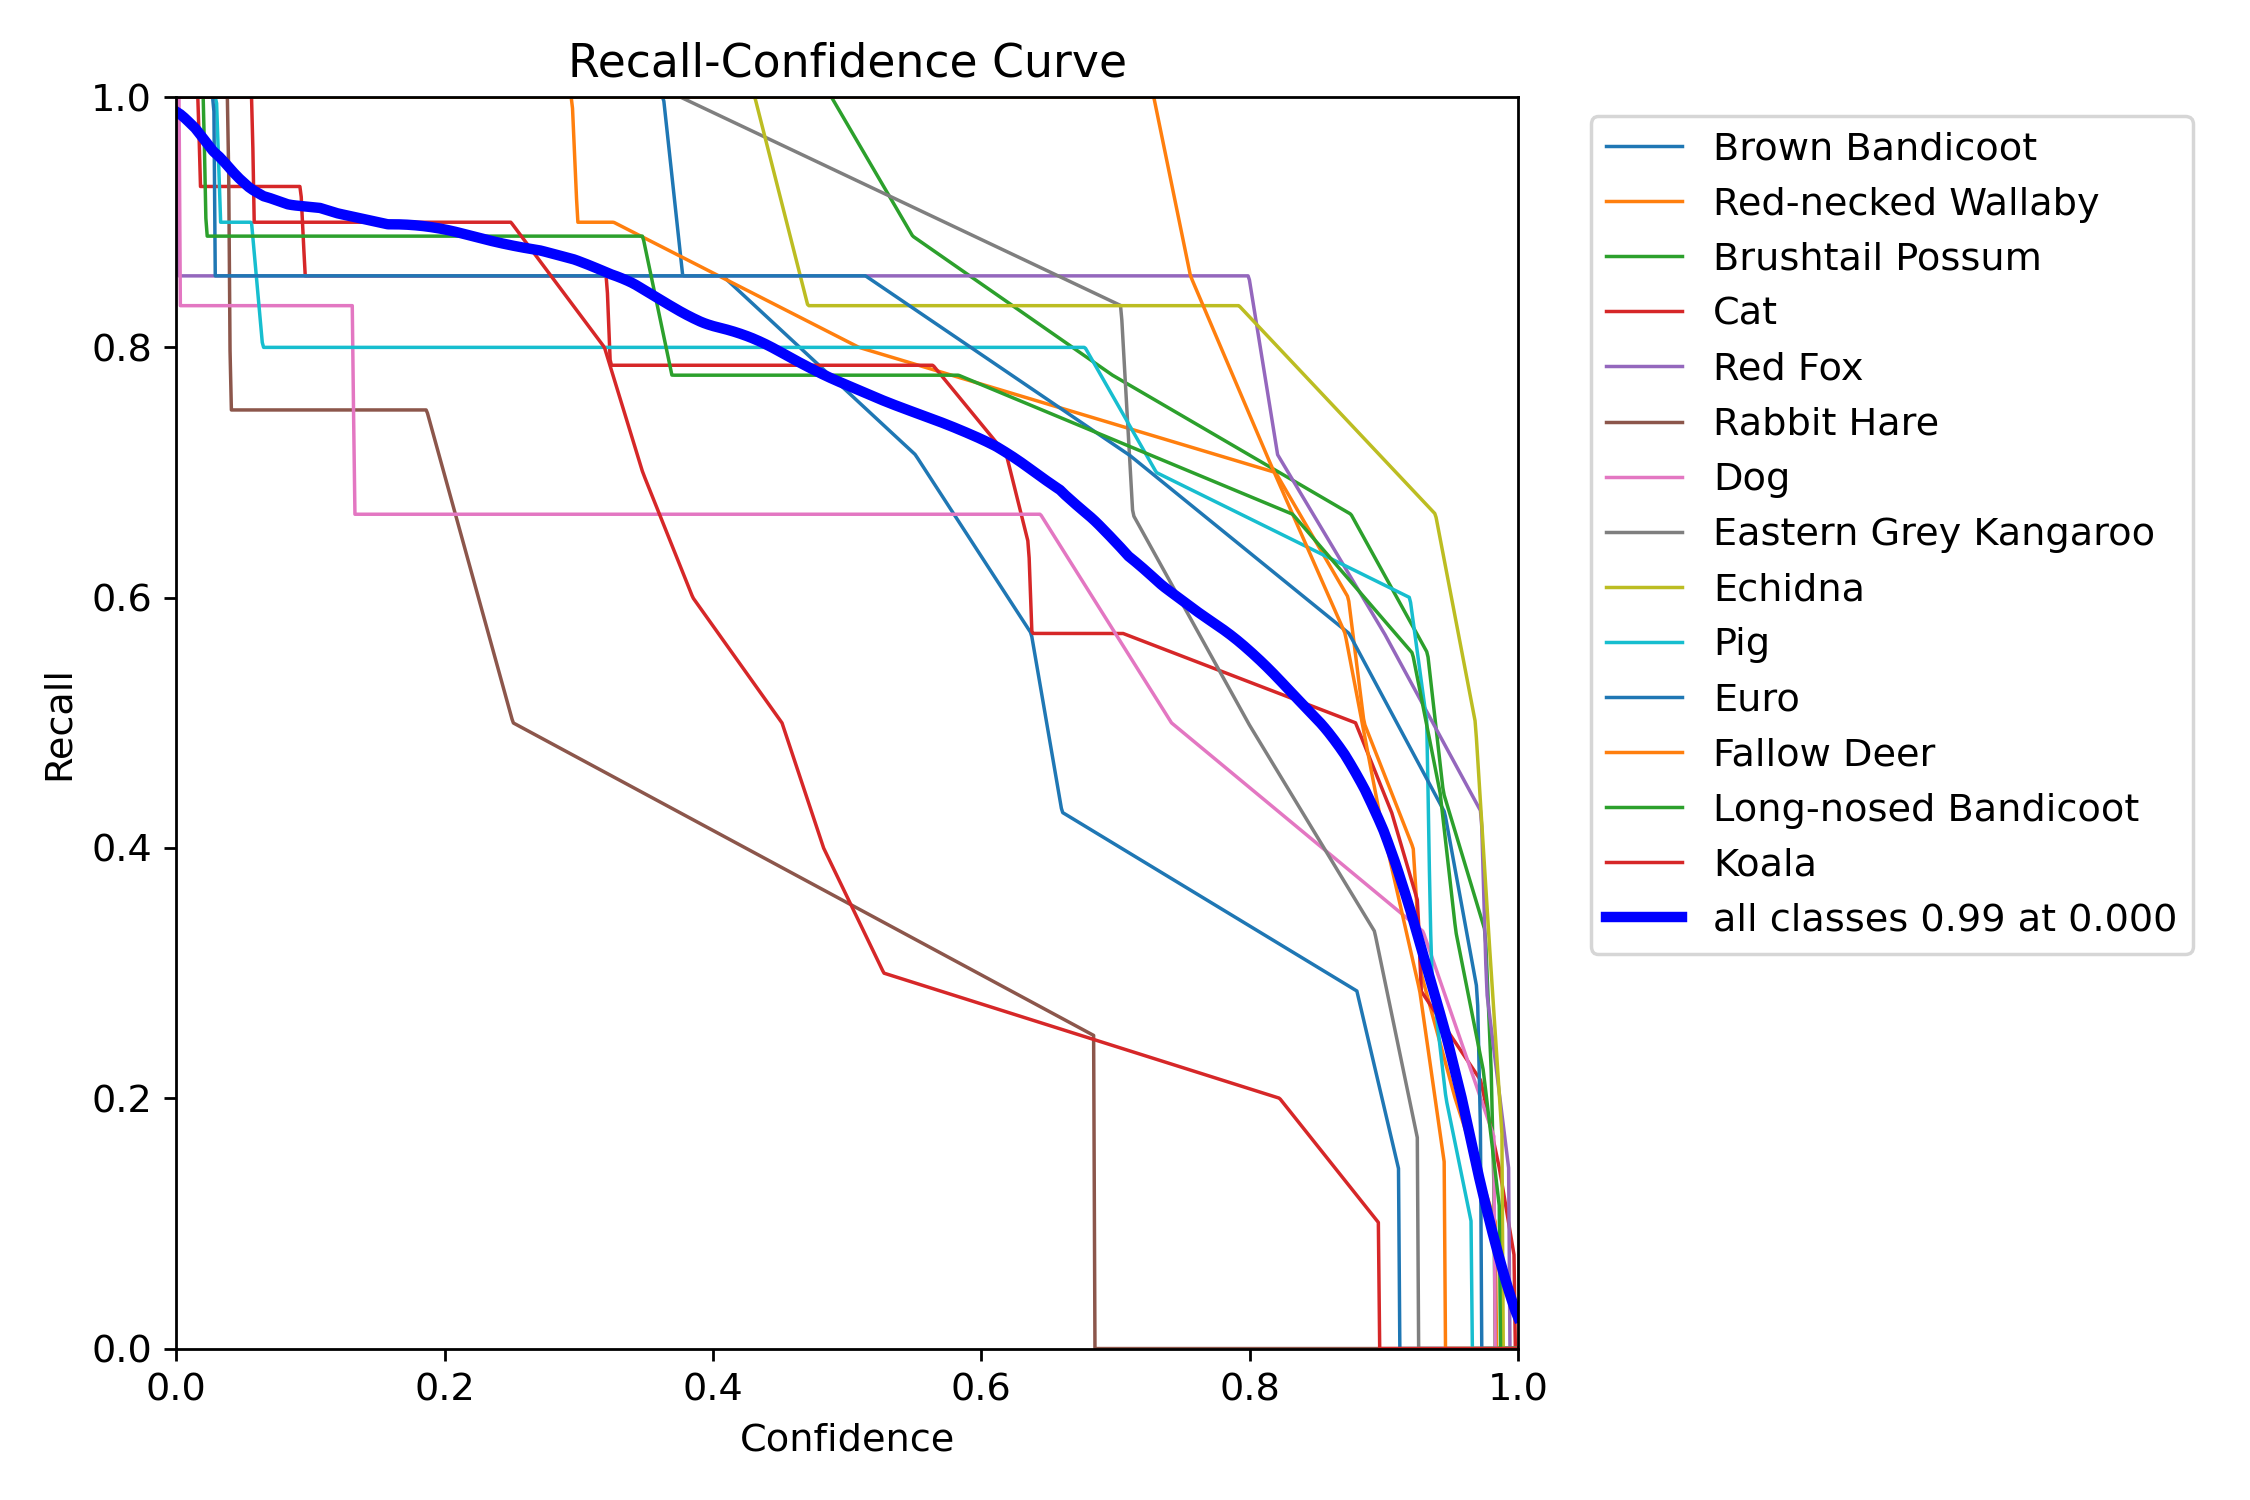 Recall-Confidence Curve
1.0
0.8
0.6
0.4
0.2
0.0
Recall
0.0 0.2 0.4 0.6 0.8 1.0
Confidence
Brown Bandicoot
Red-necked Wallaby
Brushtail Possum
Cat
Red Fox
Rabbit Hare
Dog
Eastern Grey Kangaroo
Echidna
Pig
Euro
Fallow Deer
Long-nosed Bandicoot
Koala
all classes 0.99 at 0.000